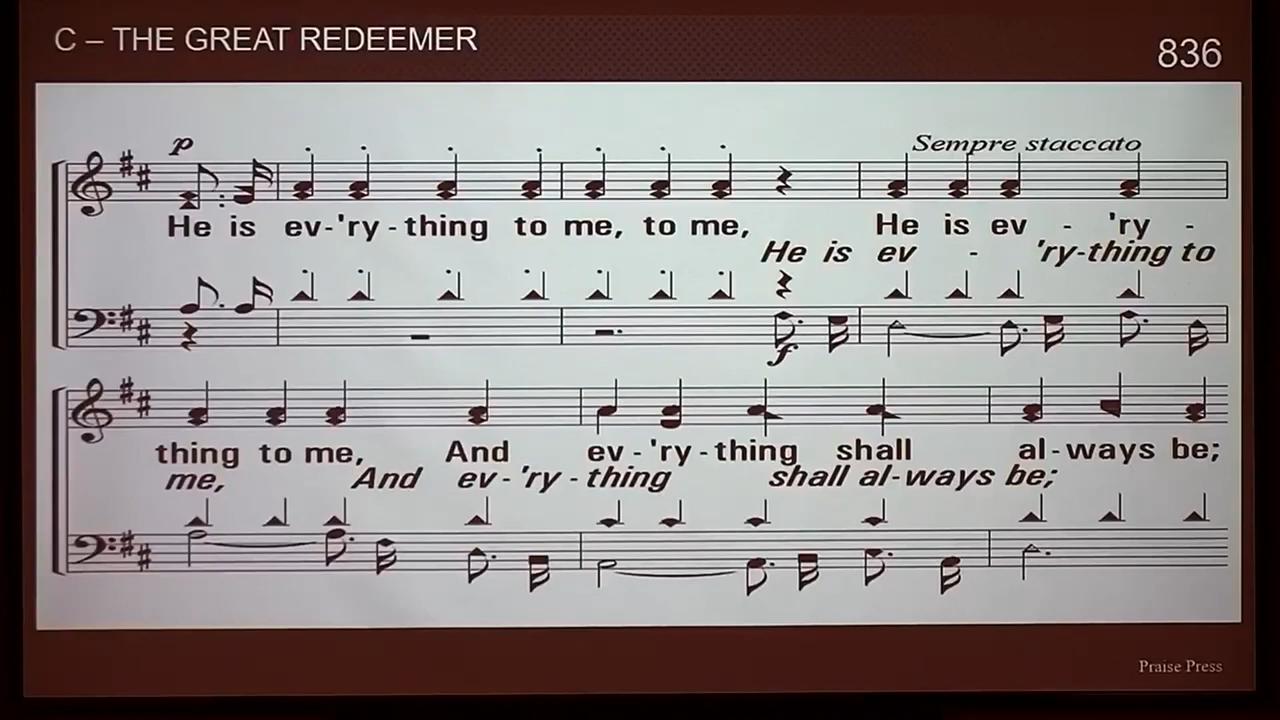 C – THE GREAT REDEEMER
836
p
Sempre staccato
He is ev-'ry-thing to me, to me, He is ev - 'ry -
He is ev - 'ry-thing to
f
thing to me, And ev-'ry-thing shall al-ways be;
me, And ev-'ry-thing shall al-ways be;
Praise Press